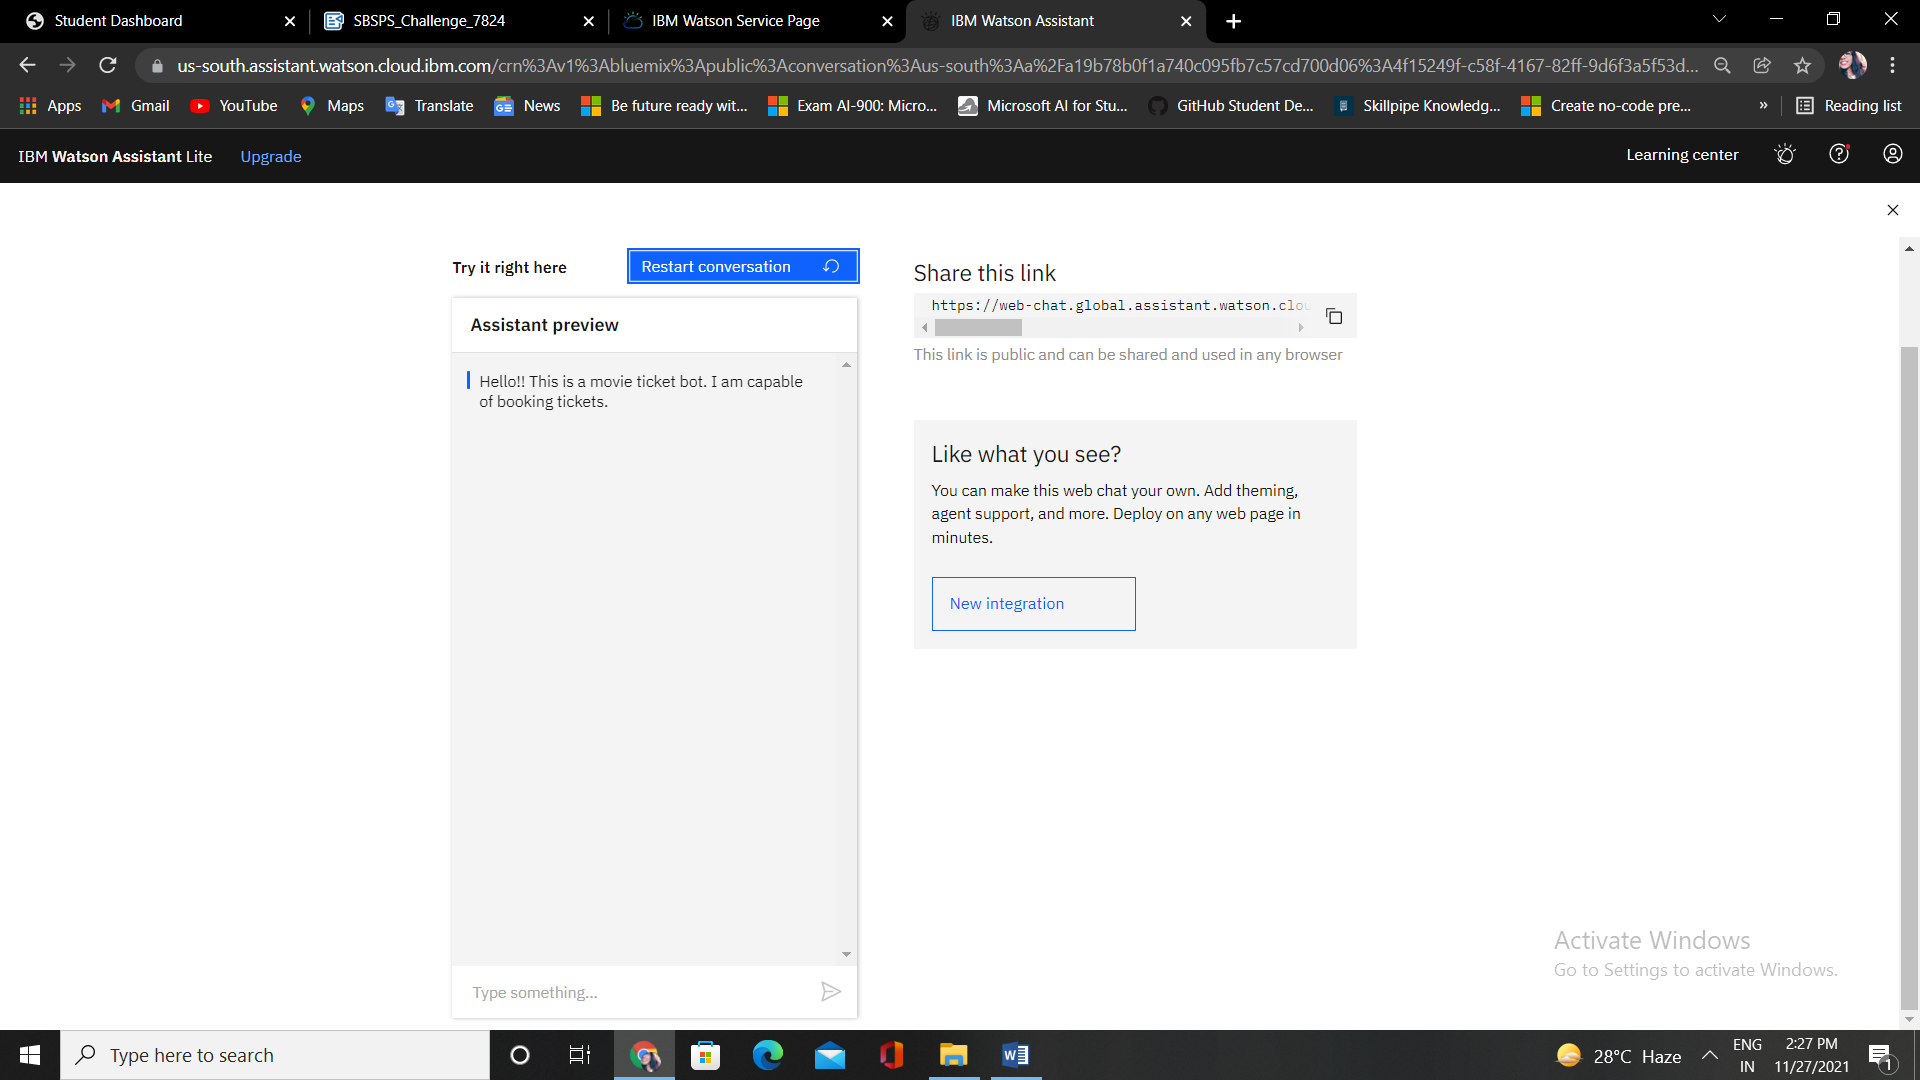 Student Dashboard
SBSPS_Challenge_7824
IBM Watson Service Page
IBM Watson Assistant
us-south.assistant.watson.cloud.ibm.com/crn%3Av1%3Abluemix%3Apublic%3Aconversation%3Aus-south%3Aa%2Fa19b78b0f1a740c095fb7c57cd700d06%3A4f15249f-c58f-4167-82ff-9d6f3a5f53d...
Apps
Gmail
YouTube
Maps
Translate
News
Be future ready wit...
Exam AI-900: Micro...
Microsoft AI for Stu...
GitHub Student De...
Skillpipe Knowledg...
Create no-code pre...
»
Reading list
IBM Watson Assistant Lite
Upgrade
Learning center
Try it right here
Restart conversation
Assistant preview
Hello!! This is a movie ticket bot. I am capable
of booking tickets.
Type something...
Share this link
https://web-chat.global.assistant.watson.clou
This link is public and can be shared and used in any browser
Like what you see?
You can make this web chat your own. Add theming,
agent support, and more. Deploy on any web page in
minutes.
New integration
Activate Windows
Go to Settings to activate Windows.
Type here to search
28°C Haze
ENG
IN
2:27 PM
11/27/2021
1